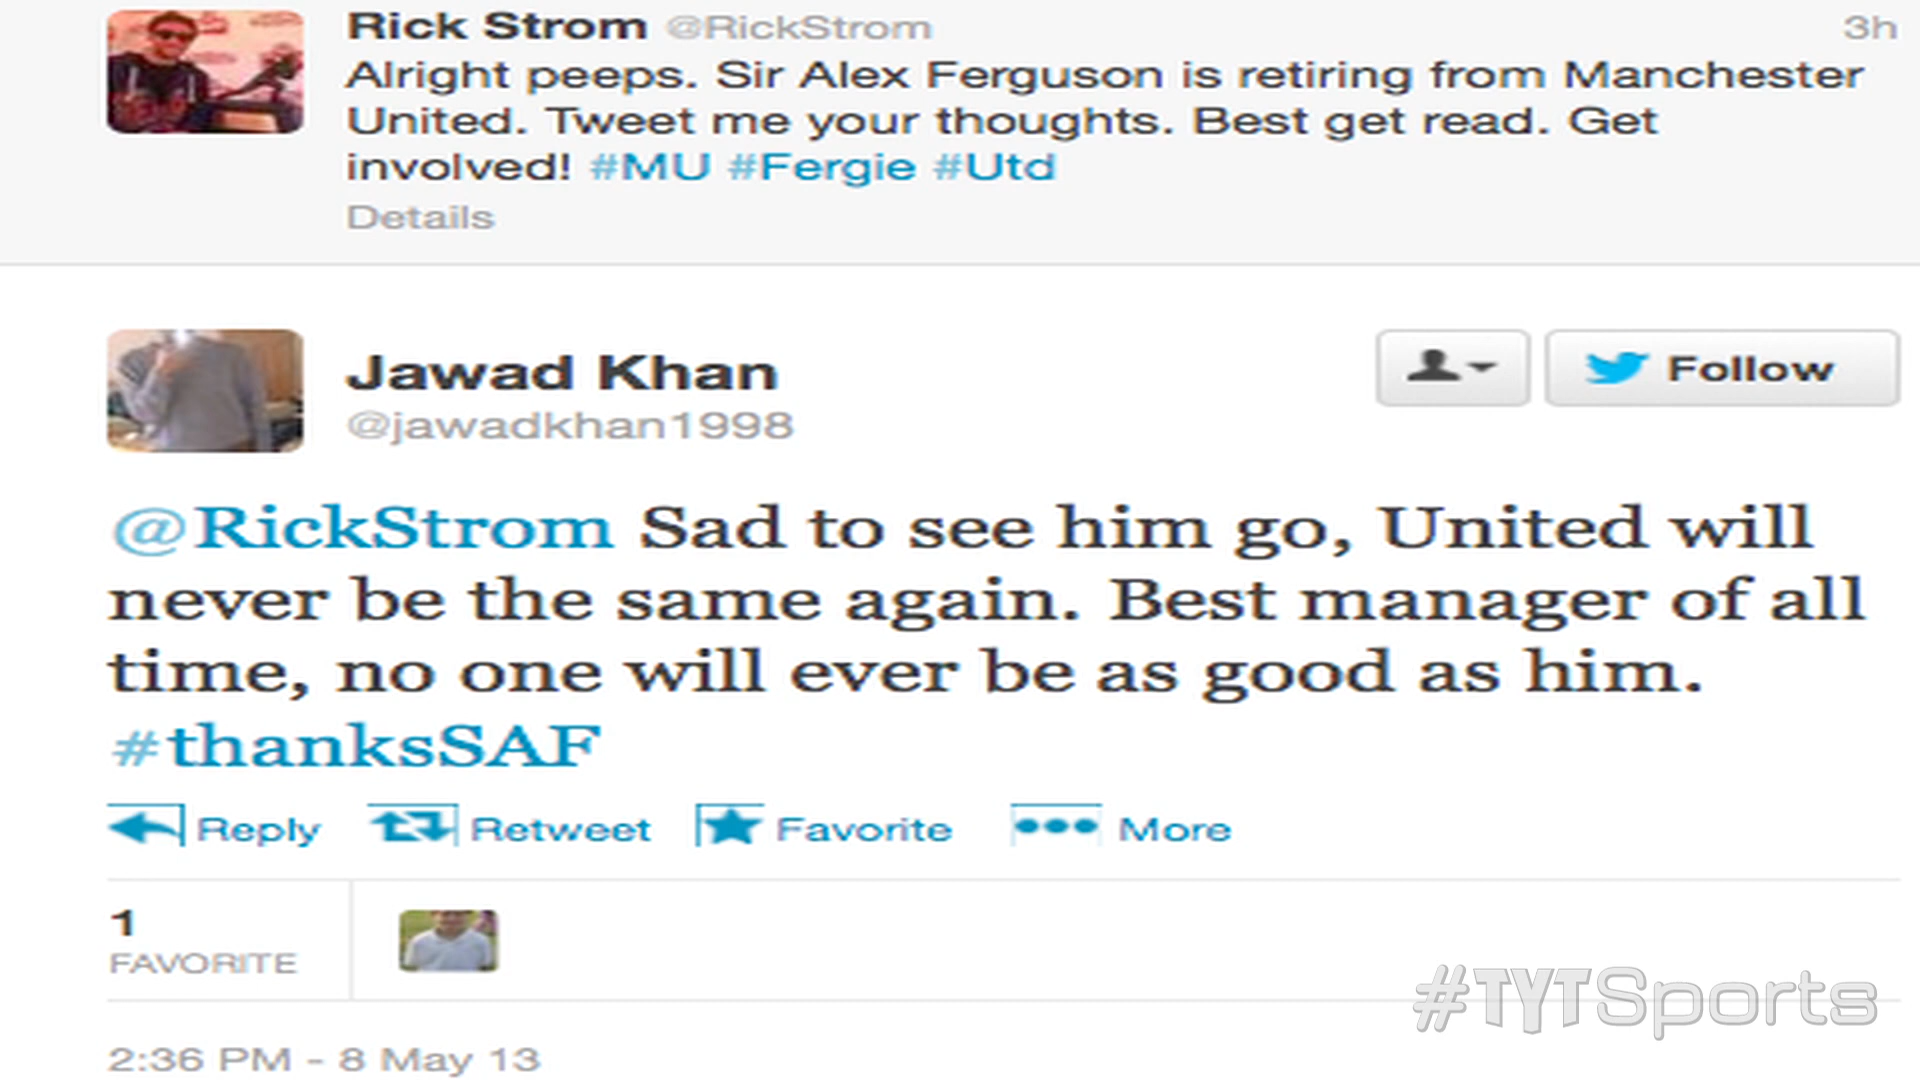 Rick Strom @RickStrom 3h
Alright peeps. Sir Alex Ferguson is retiring from Manchester
United. Tweet me your thoughts. Best get read. Get
involved! #MU #Fergie #Utd
Details
Jawad Khan
@jawadkhan1998
Follow
@RickStrom Sad to see him go, United will
never be the same again. Best manager of all
time, no one will ever be as good as him.
#thanksSAF
Reply Retweet Favorite More
1
FAVORITE
#TYTSports
2:36 PM - 8 May 13